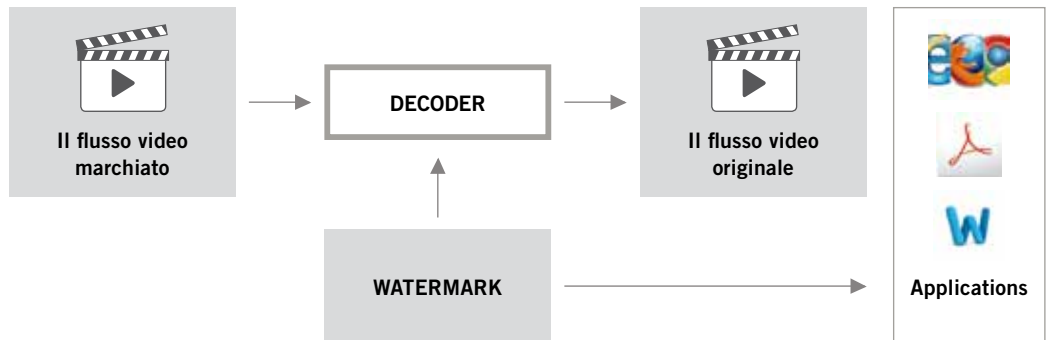 Il flusso video
marchiato
DECODER
Il flusso video
originale
WATERMARK
Applications